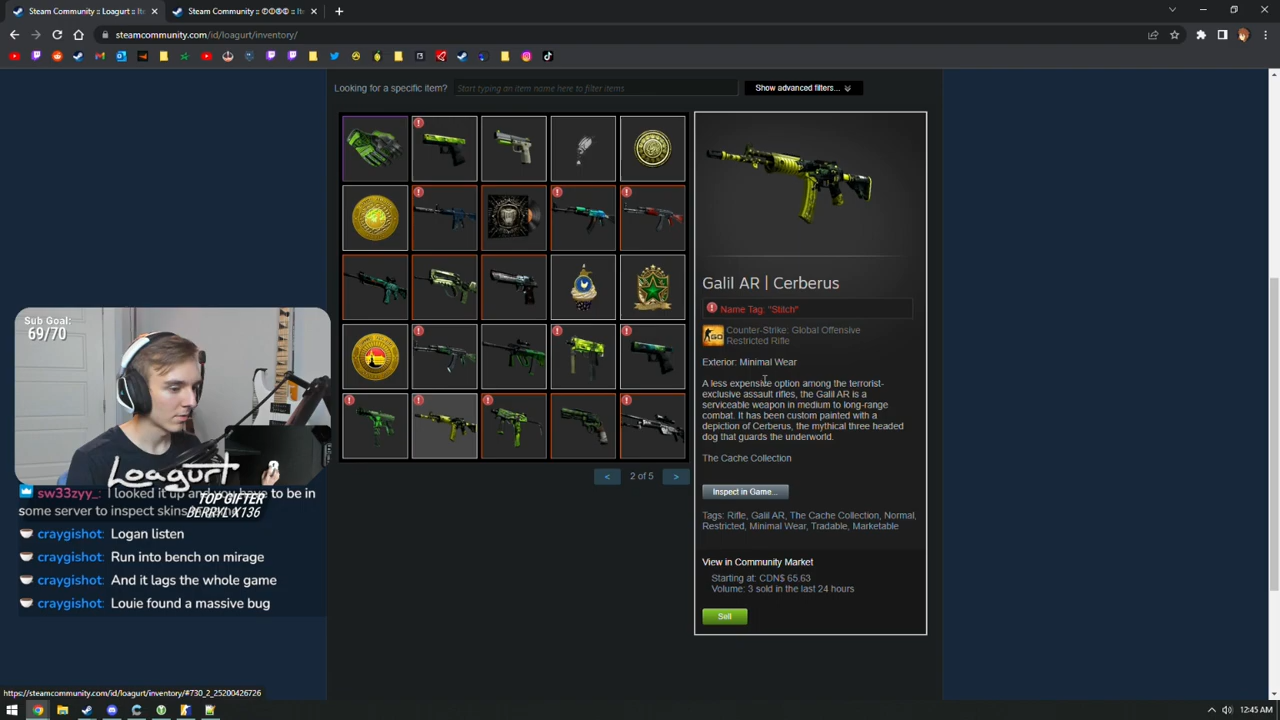 Steam Community :: Loagurt :: Ite
Steam Community :: ©©®© :: It
steamcommunity.com/id/loagurt/inventory/
Looking for a specific item?
Start typing an item name here to filter items
Show advanced filters...
Galil AR | Cerberus
Name Tag: "Stitch"
Counter-Strike: Global Offensive
Restricted Rifle
Exterior: Minimal Wear
A less expensive option among the terrorist-
exclusive assault rifles, the Galil AR is a
serviceable weapon in medium to long-range
combat. It has been custom painted with a
depiction of Cerberus, the mythical three headed
dog that guards the underworld.
The Cache Collection
Inspect in Game...
Tags: Rifle, Galil AR, The Cache Collection, Normal,
Restricted, Minimal Wear, Tradable, Marketable
View in Community Market
Starting at: CDN$ 65.63
Volume: 3 sold in the last 24 hours
Sell
< 2 of 5 >
Sub Goal:
69/70
Loagurt
TOP GIFTER
BERRYL X136
sw33zyy_: I looked it up and you have to be in
some server to inspect skins
craygishot: Logan listen
craygishot: Run into bench on mirage
craygishot: And it lags the whole game
craygishot: Louie found a massive bug
https://steamcommunity.com/id/loagurt/inventory/#730_2_25200426726
12:45 AM